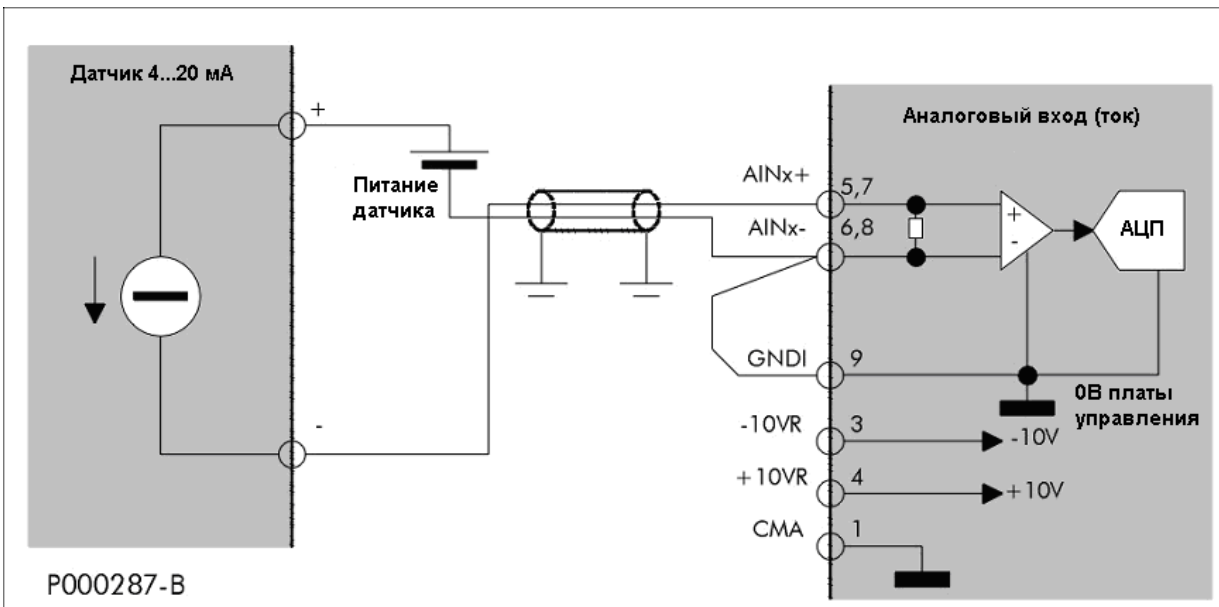 Датчик 4...20 мА
+
-
Питание
датчика
Аналоговый вход (ток)
AINx+
5,7
AINx-
6,8
+
-
АЦП
GNDI
9
0В платы
управления
-10VR
3
-10V
+10VR
4
+10V
CMA
1
P000287-B